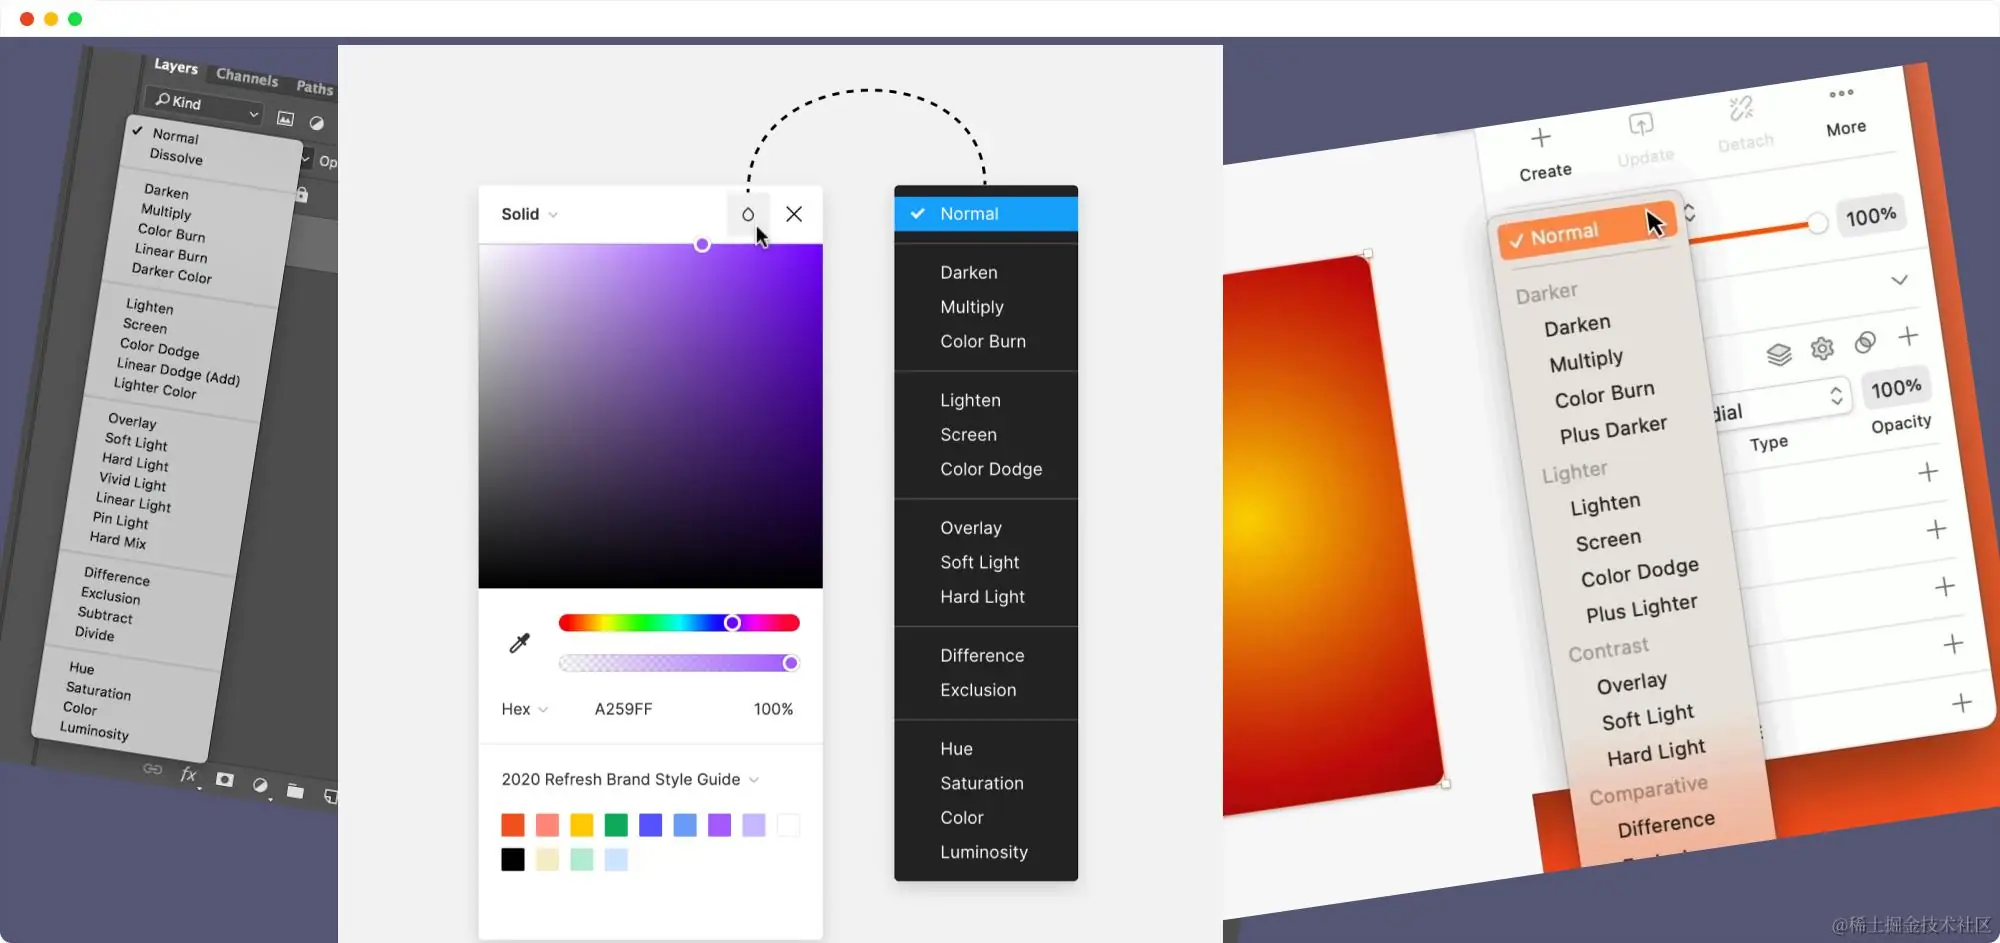 Layers Channels Paths
Kind
Normal
Dissolve
Darken
Multiply
Color Burn
Linear Burn
Darker Color
Lighten
Screen
Color Dodge
Linear Dodge (Add)
Lighter Color
Overlay
Soft Light
Hard Light
Vivid Light
Linear Light
Pin Light
Hard Mix
Difference
Exclusion
Subtract
Divide
Hue
Saturation
Color
Luminosity
fx
Solid
Hex A259FF 100%
2020 Refresh Brand Style Guide
Normal
Darken
Multiply
Color Burn
Lighten
Screen
Color Dodge
Overlay
Soft Light
Hard Light
Difference
Exclusion
Hue
Saturation
Color
Luminosity
Create Update Detach More
Normal
100%
Darker
Darken
Multiply
Color Burn
Plus Darker
Lighter
Lighten
Screen
Color Dodge
Plus Lighter
Contrast
Overlay
Soft Light
Hard Light
Comparative
Difference
100%
Type Opacity
@稀土掘金技术社区